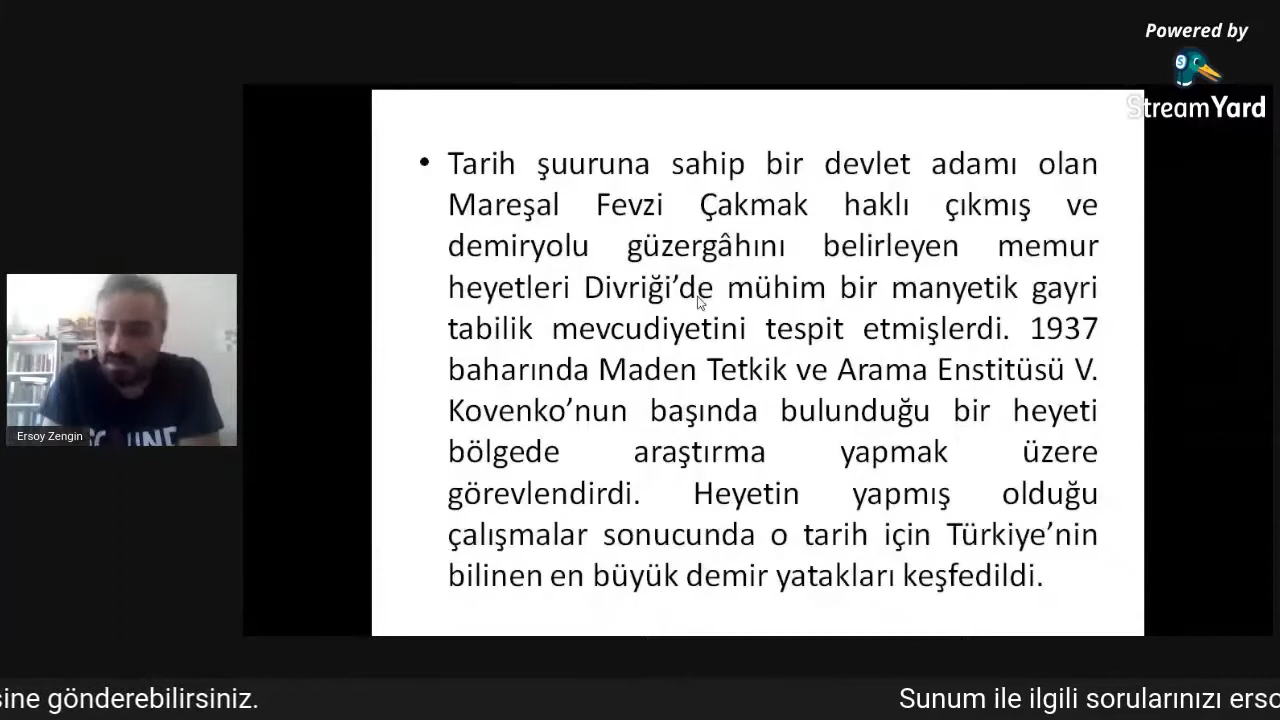 Powered by
StreamYard
• Tarih şuuruna sahip bir devlet adamı olan
Mareşal Fevzi Çakmak haklı çıkmış ve
demiryolu güzergâhını belirleyen memur
heyetleri Divriği’de mühim bir manyetik gayri
tabilik mevcudiyetini tespit etmişlerdi. 1937
baharında Maden Tetkik ve Arama Enstitüsü V.
Kovenko’nun başında bulunduğu bir heyeti
bölgede araştırma yapmak üzere
görevlendirdi. Heyetin yapmış olduğu
çalışmalar sonucunda o tarih için Türkiye’nin
bilinen en büyük demir yatakları keşfedildi.
Ersoy Zengin
gönderebilirsiniz.
Sunum ile ilgili sorularınızı